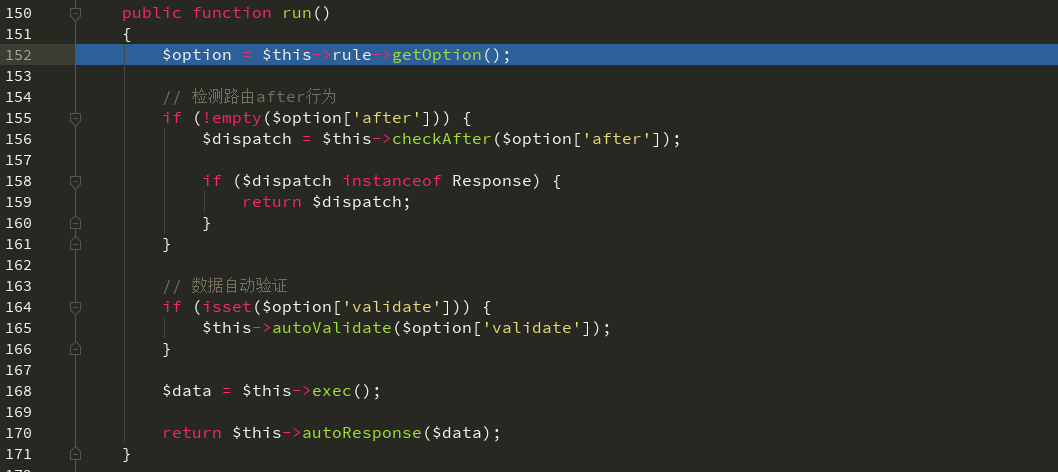 150 public function run()
151 {
152 $option = $this->rule->getOption();
153
154 // 检测路由after行为
155 if (!empty($option['after'])) {
156 $dispatch = $this->checkAfter($option['after']);
157
158 if ($dispatch instanceof Response) {
159 return $dispatch;
160 }
161 }
162
163 // 数据自动验证
164 if (isset($option['validate'])) {
165 $this->autoValidate($option['validate']);
166 }
167
168 $data = $this->exec();
169
170 return $this->autoResponse($data);
171 }